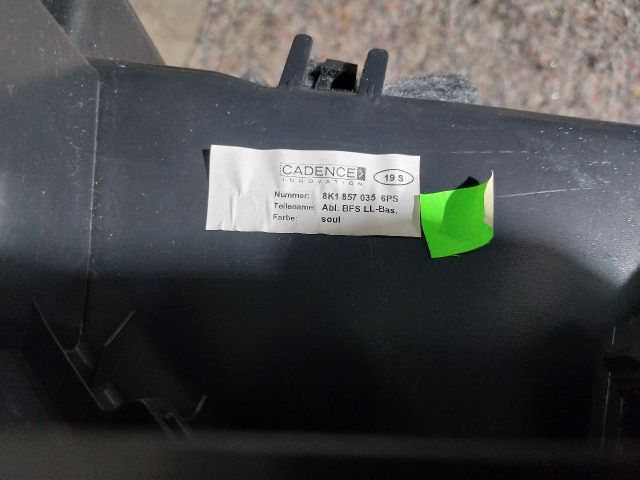 CADENCE
INNOVATION
19 S
Nummer: 8K1 857 035 6PS
Teilename: Abl. BFS LL-Bas.
Farbe: soul